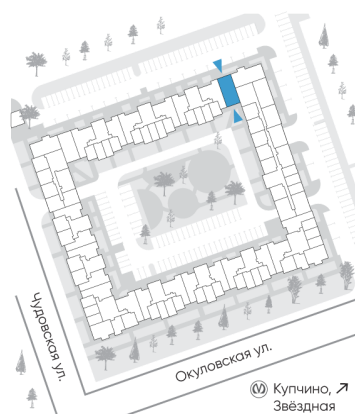 Чудовская ул.
Окуловская ул.
М Купчино, ↗
Звёздная